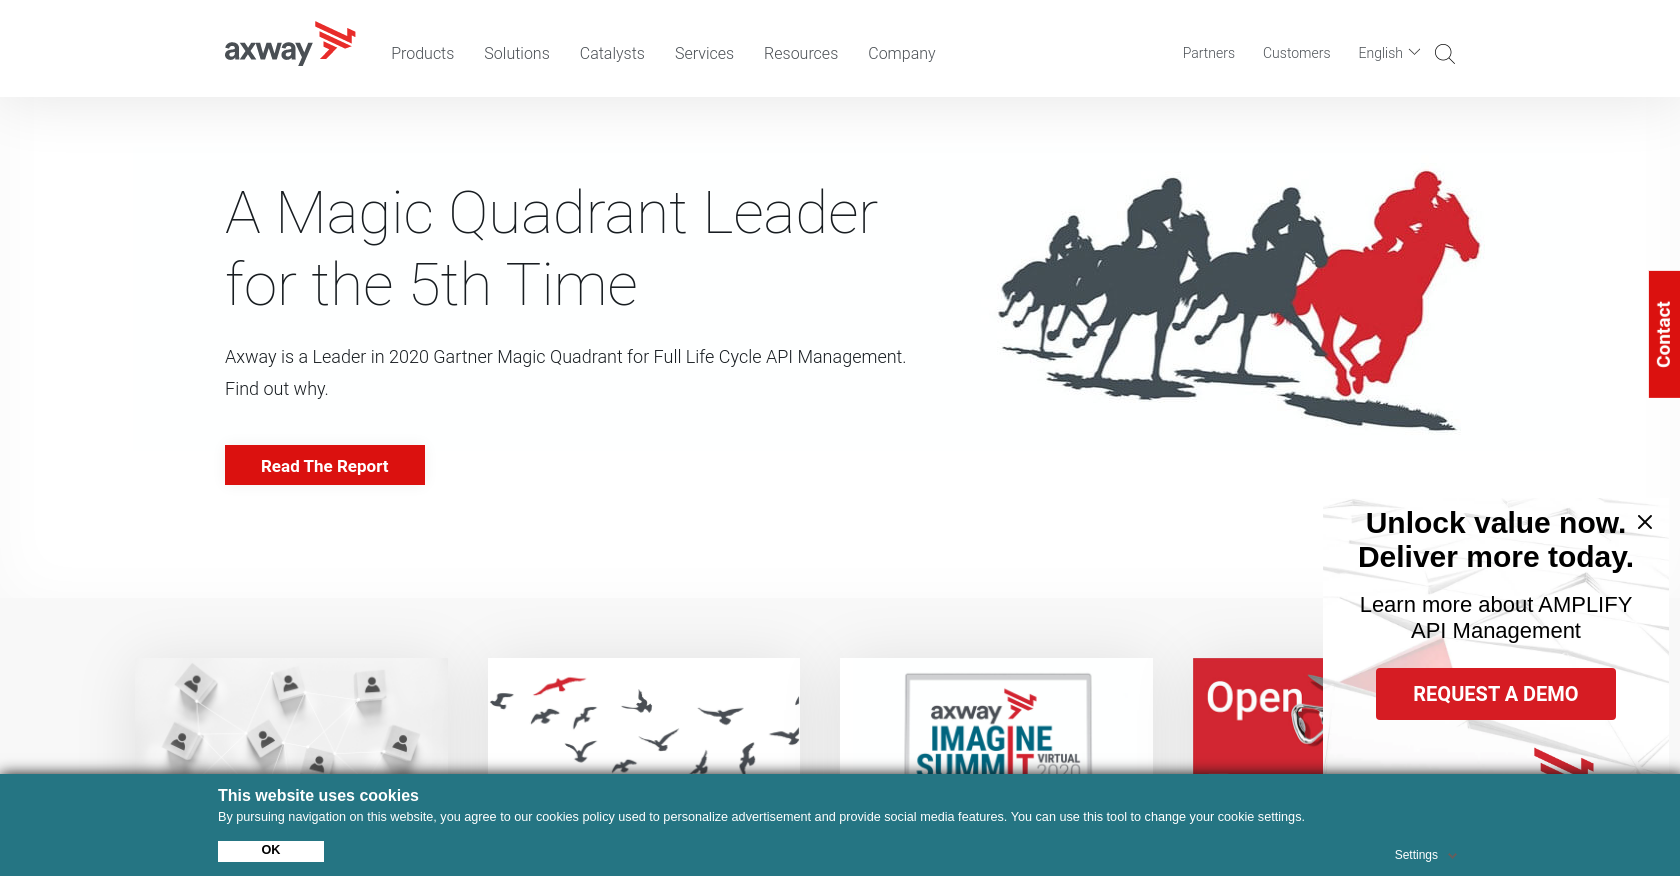 axway
Products
Solutions
Catalysts
Services
Resources
Company
Partners
Customers
English
A Magic Quadrant Leader
for the 5th Time
Axway is a Leader in 2020 Gartner Magic Quadrant for Full Life Cycle API Management.
Find out why.
Read The Report
Contact
Unlock value now.
Deliver more today.
Learn more about AMPLIFY
API Management
REQUEST A DEMO
axway
IMAGINE
SUMMIT VIRTUAL
2020
Open
This website uses cookies
By pursuing navigation on this website, you agree to our cookies policy used to personalize advertisement and provide social media features. You can use this tool to change your cookie settings.
OK
Settings